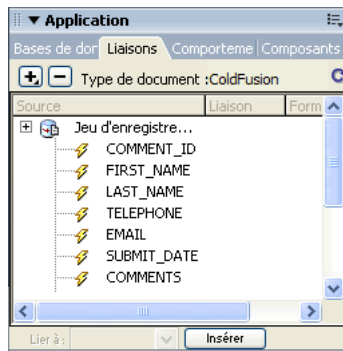 Application
Bases de dor Liaisons Comporteme Composants
Type de document :ColdFusion
Source Liaison Form
Jeu d'enregistre...
COMMENT_ID
FIRST_NAME
LAST_NAME
TELEPHONE
EMAIL
SUBMIT_DATE
COMMENTS
Lier à : Insérer